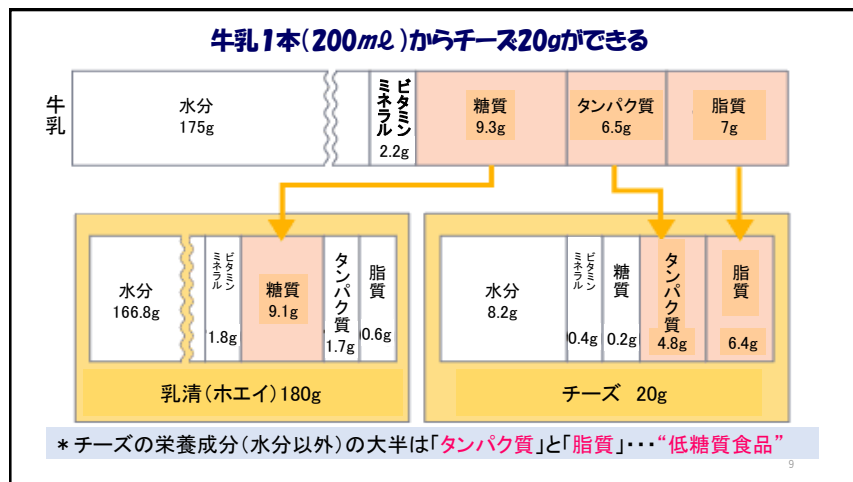 牛乳1本(200mℓ)からチーズ20gができる
牛乳
水分
175g
ビタミン
ミネラル
2.2g
糖質
9.3g
タンパク質
6.5g
脂質
7g
水分
166.8g
ビタミン
ミネラル
1.8g
糖質
9.1g
タンパク質
1.7g
脂質
0.6g
乳清(ホエイ)180g
水分
8.2g
ビタミン
ミネラル
0.4g
糖質
0.2g
タンパク質
4.8g
脂質
6.4g
チーズ 20g
*チーズの栄養成分(水分以外)の大半は「タンパク質」と「脂質」・・・“低糖質食品”
9